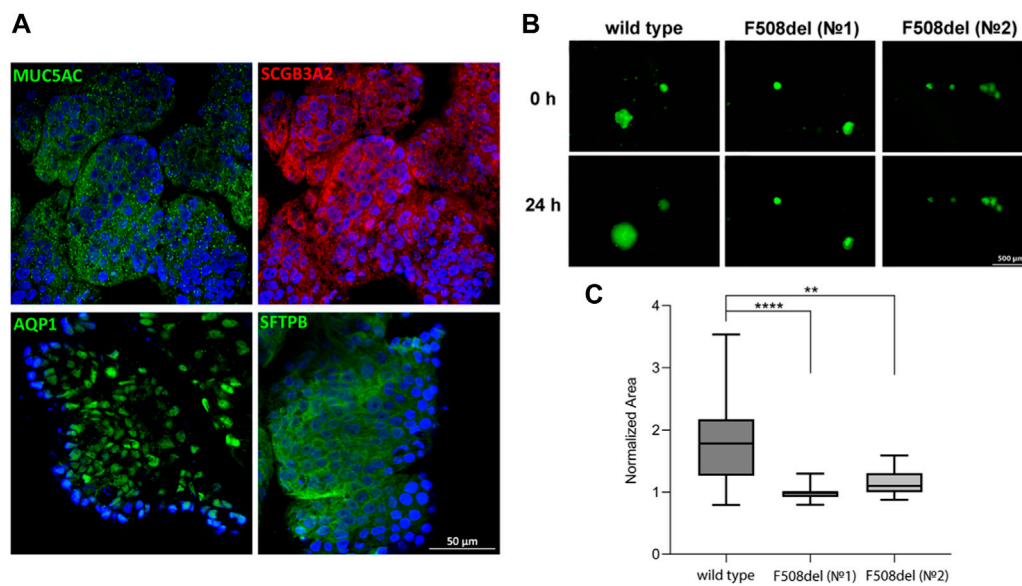 A
MUC5AC
SCGB3A2
AQP1
SFTPB
50 µm
B
wild type
F508del (№1)
F508del (№2)
0 h
24 h
500 µm
C
**
****
4
3
2
1
0
Normalized Area
wild type
F508del (№1)
F508del (№2)